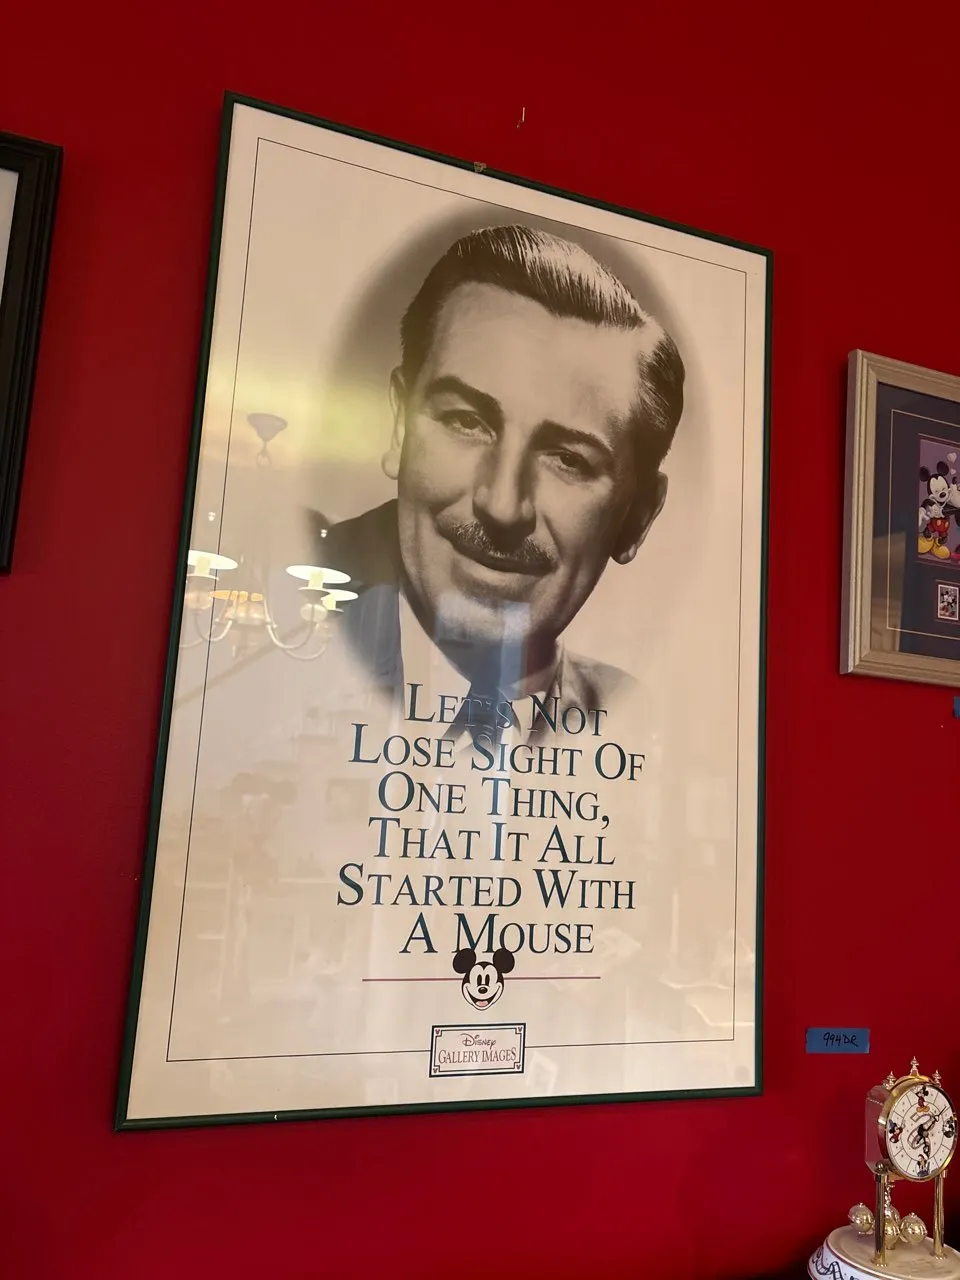 LET'S NOT
LOSE SIGHT OF
ONE THING,
THAT IT ALL
STARTED WITH
A MOUSE
DISNEY
GALLERY IMAGES
994DR